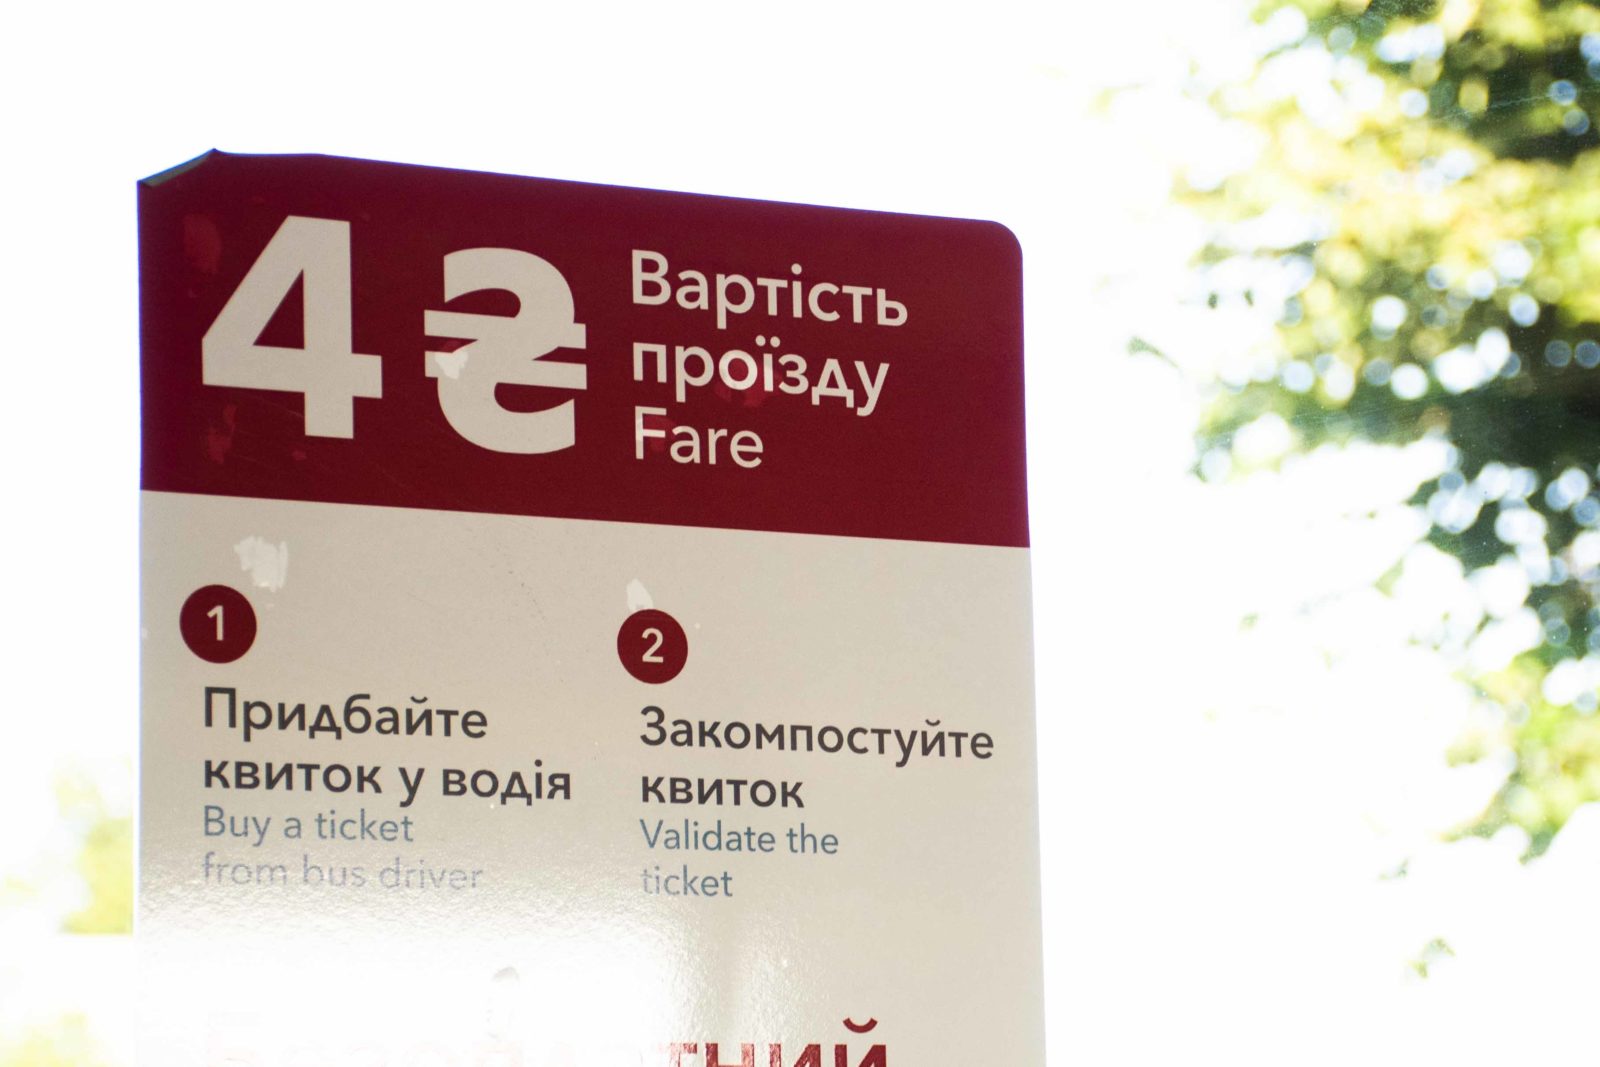 4 ₴
Вартість
проїзду
Fare
1
Придбайте
квиток у водія
Buy a ticket
from bus driver
2
Закомпостуйте
квиток
Validate the
ticket